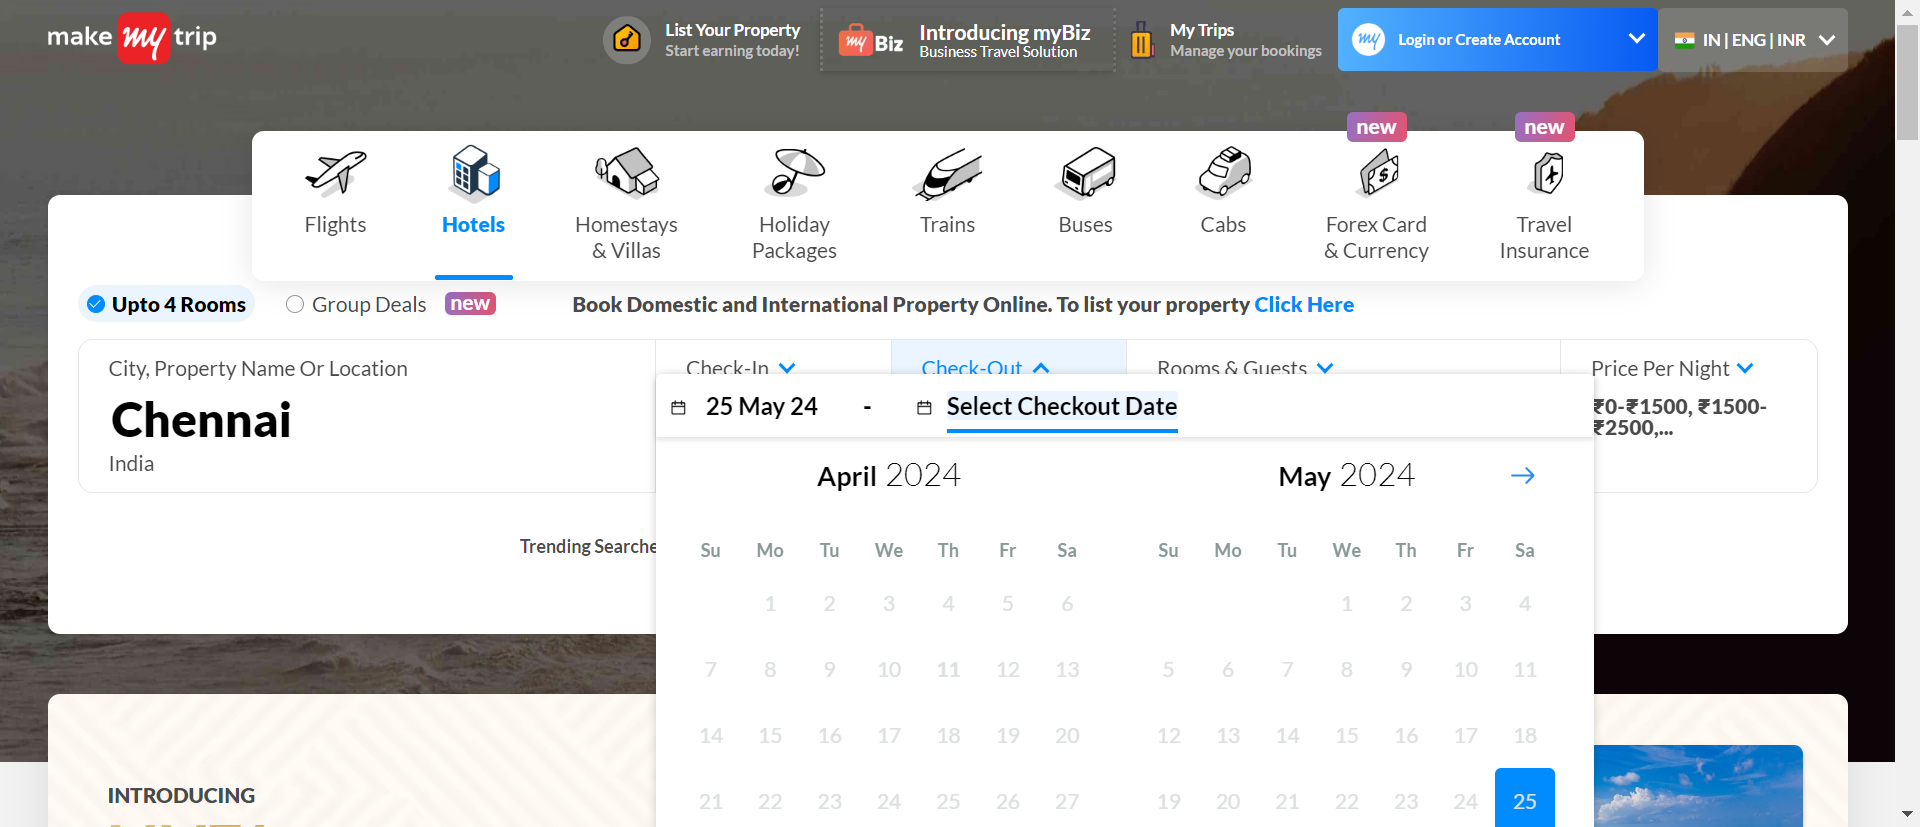 make my trip
List Your Property
Start earning today!
my Biz
Introducing myBiz
Business Travel Solution
My Trips
Manage your bookings
my Login or Create Account
IN | ENG | INR
new
new
Flights
Hotels
Homestays
& Villas
Holiday
Packages
Trains
Buses
Cabs
Forex Card
& Currency
Travel
Insurance
Upto 4 Rooms
Group Deals
new
Book Domestic and International Property Online. To list your property Click Here
City, Property Name Or Location
Chennai
India
Check-In
Check-Out
Rooms & Guests
Price Per Night
₹0-₹1500, ₹1500-
₹2500,...
25 May 24 - Select Checkout Date
April 2024
May 2024
Trending Searche
Su Mo Tu We Th Fr Sa
1 2 3 4 5 6
7 8 9 10 11 12 13
14 15 16 17 18 19 20
21 22 23 24 25 26 27
Su Mo Tu We Th Fr Sa
1 2 3 4
5 6 7 8 9 10 11
12 13 14 15 16 17 18
19 20 21 22 23 24 25
INTRODUCING